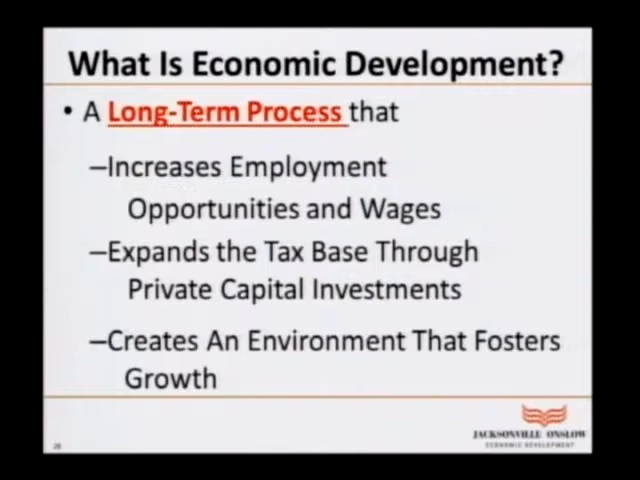 What Is Economic Development?
• A Long-Term Process that
–Increases Employment
Opportunities and Wages
–Expands the Tax Base Through
Private Capital Investments
–Creates An Environment That Fosters
Growth
JACKSONVILLE ONSLOW
ECONOMIC DEVELOPMENT